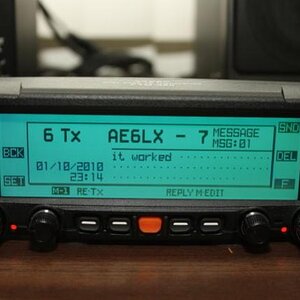 6 Tx AE6LX - 7 MESSAGE
MSG:01
SND
BCK
it worked
DEL
01/10/2010
23:14
SET
F
M-1 RE-TX REPLY M-EDIT